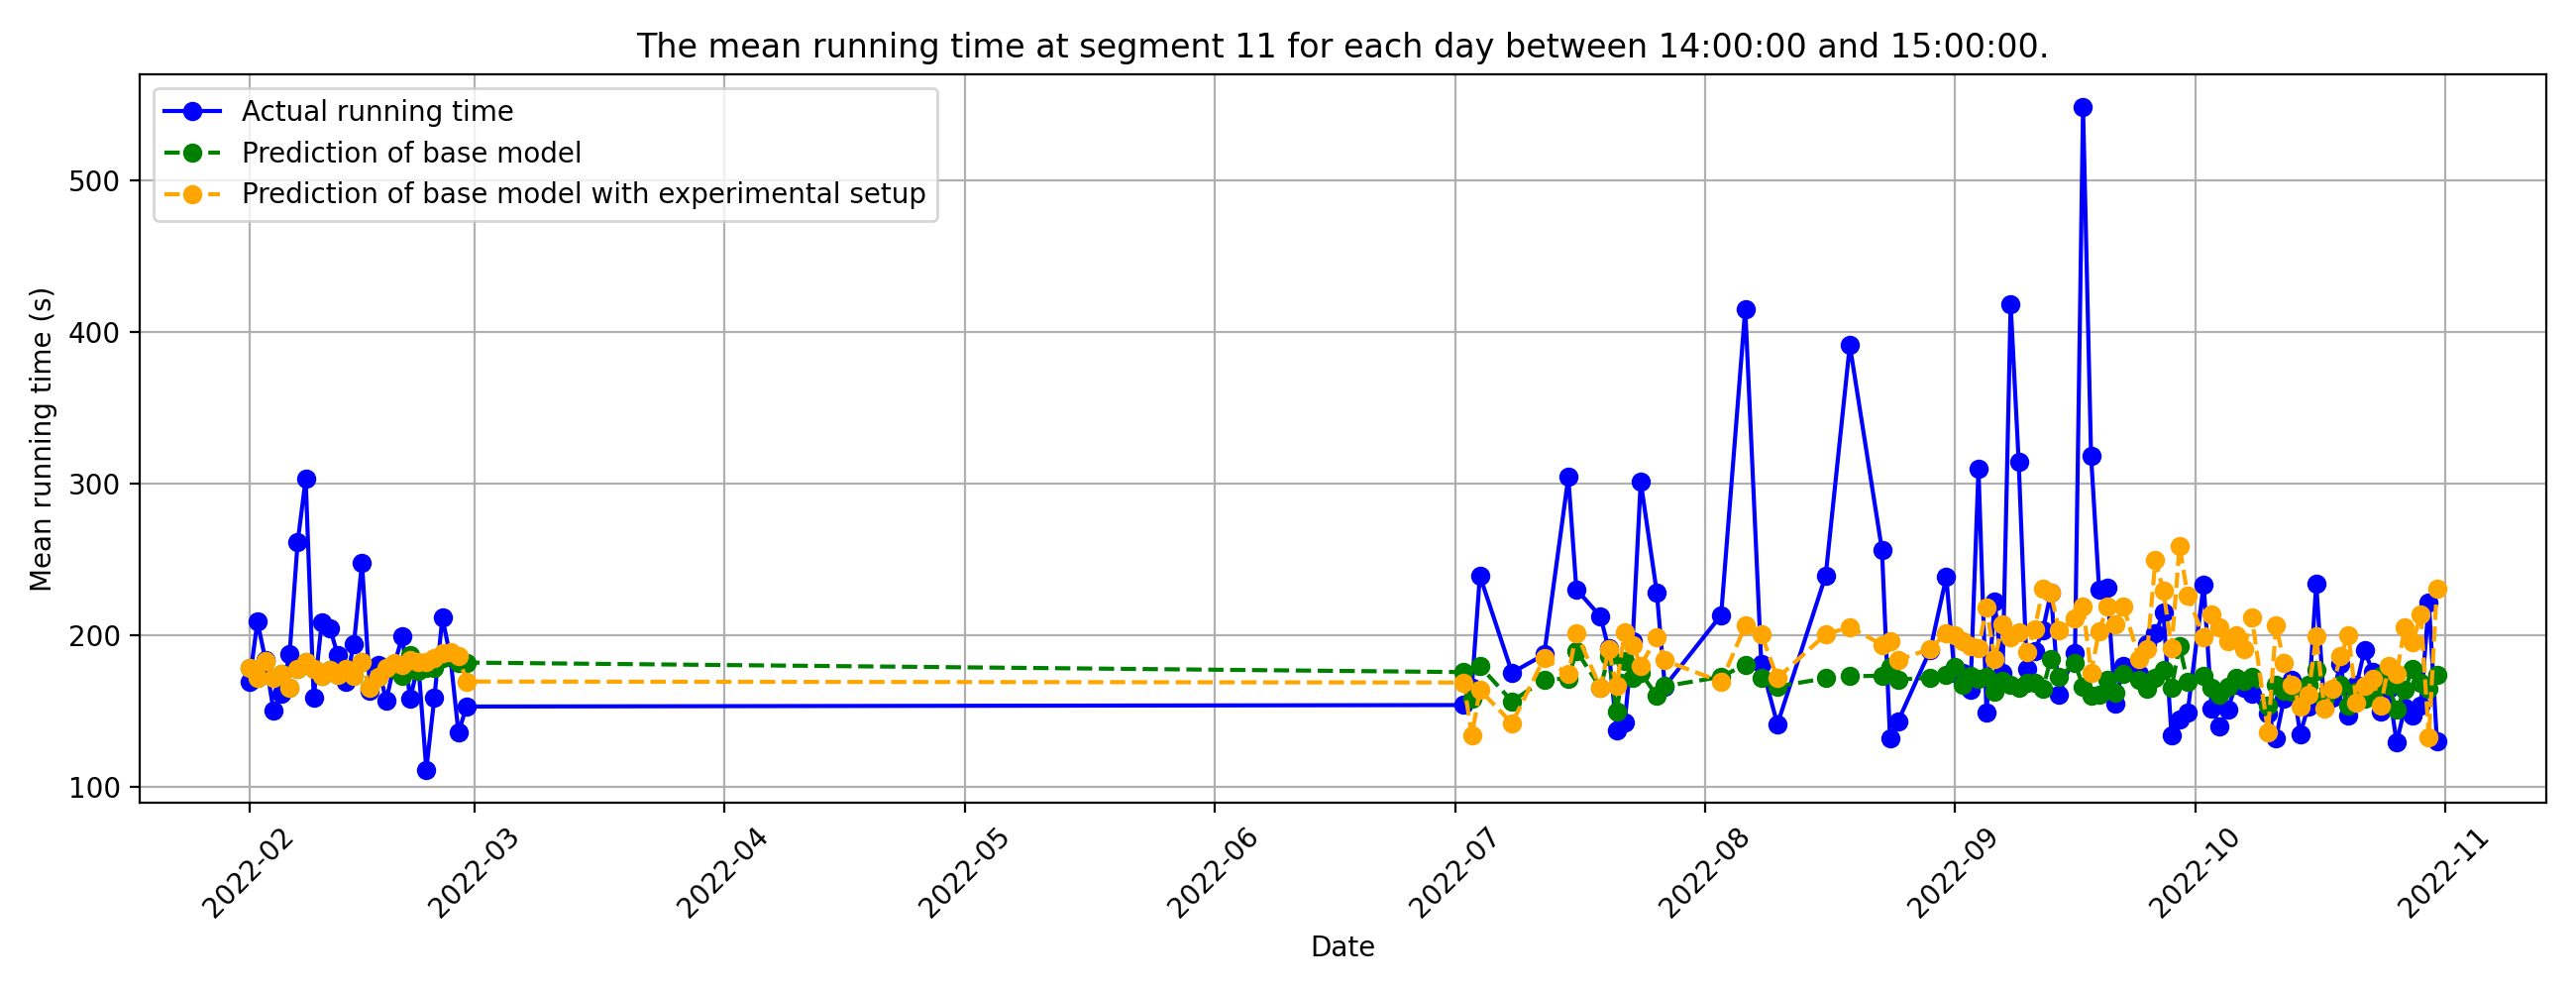 The mean running time at segment 11 for each day between 14:00:00 and 15:00:00.
Actual running time
Prediction of base model
Prediction of base model with experimental setup
Mean running time (s)
500
400
300
200
100
2022-02
2022-03
2022-04
2022-05
2022-06
2022-07
2022-08
2022-09
2022-10
2022-11
Date